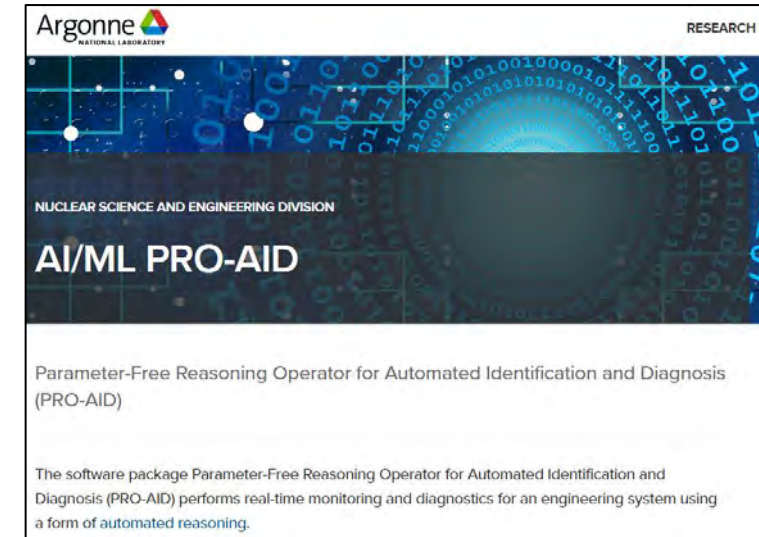 Argonne
NATIONAL LABORATORY
RESEARCH
NUCLEAR SCIENCE AND ENGINEERING DIVISION
AI/ML PRO-AID
Parameter-Free Reasoning Operator for Automated Identification and Diagnosis
(PRO-AID)
The software package Parameter-Free Reasoning Operator for Automated Identification and
Diagnosis (PRO-AID) performs real-time monitoring and diagnostics for an engineering system using
a form of automated reasoning.